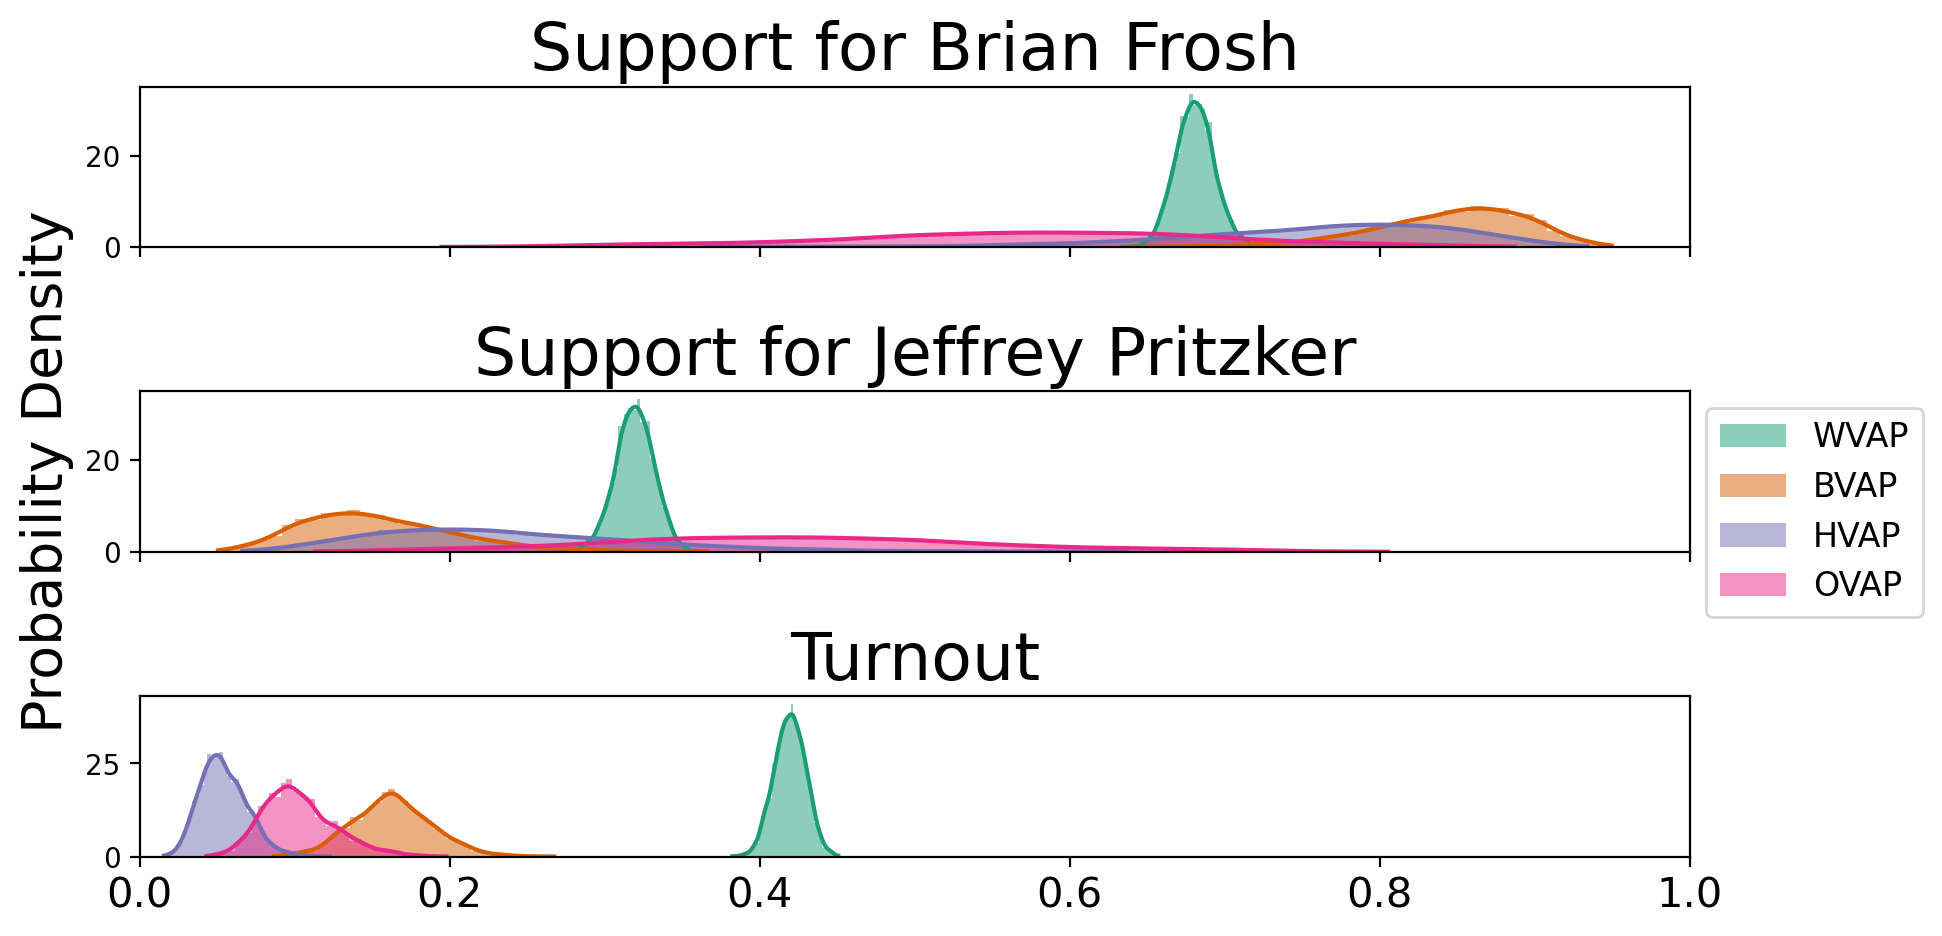 Support for Brian Frosh
20
0
Support for Jeffrey Pritzker
20
0
Probability Density
WVAP
BVAP
HVAP
OVAP
Turnout
25
0
0.0 0.2 0.4 0.6 0.8 1.0